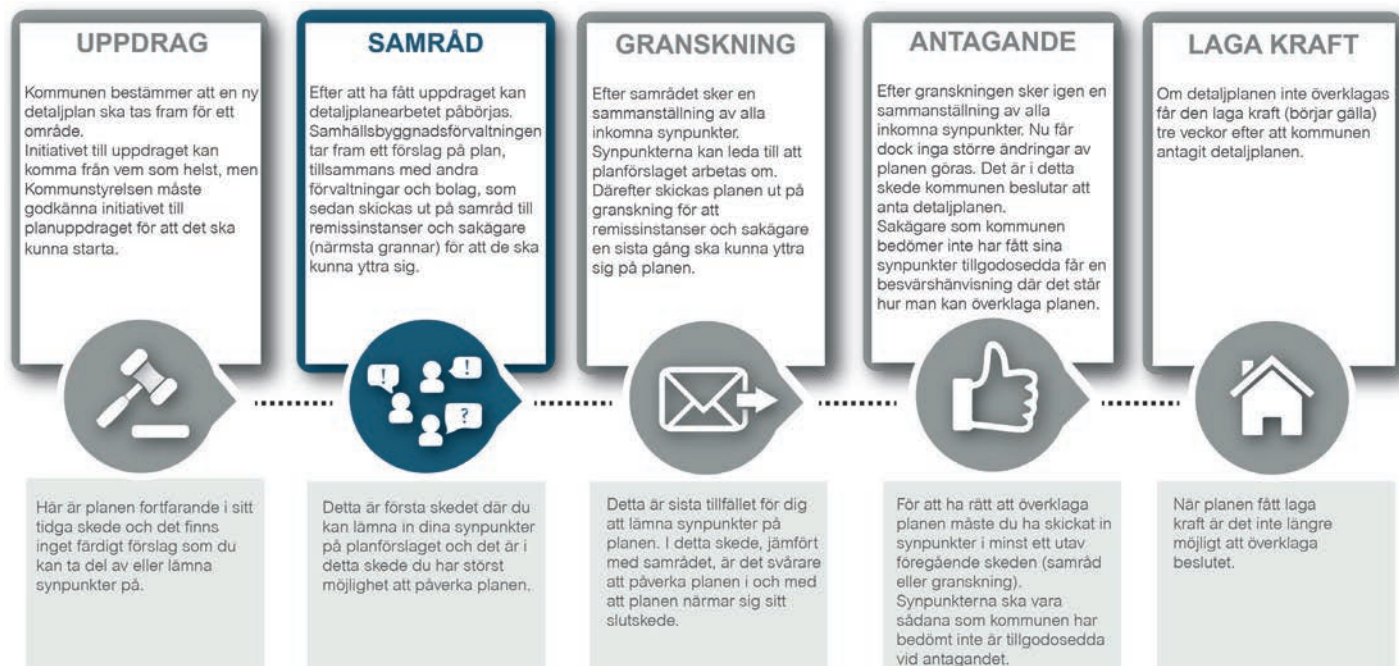 UPPDRAG
Kommunen bestämmer att en ny
detaljplan ska tas fram för ett
område.
Initiativet till uppdraget kan
komma från vem som helst, men
Kommunstyrelsen måste
godkänna initiativet till
planuppdraget för att det ska
kunna starta.
Här är planen fortfarande i sitt
tidga skede och det finns
inget färdigt förslag som du
kan ta del av eller lämna
synpunkter på.
SAMRÅD
Efter att ha fått uppdraget kan
detaljplanearbetet påbörjas.
Samhällsbyggnadsförvaltningen
tar fram ett förslag på plan,
tillsammans med andra
förvaltningar och bolag, som
sedan skickas ut på samråd till
remissinstanser och sakägare
(närmsta grannar) för att de ska
kunna yttra sig.
!
!
?
Detta är första skedet där du
kan lämna in dina synpunkter
på planförslaget och det är i
detta skede du har störst
möjlighet att påverka planen.
GRANSKNING
Efter samrådet sker en
sammanställning av alla
inkomna synpunkter.
Synpunkterna kan leda till att
planförslaget arbetas om.
Därefter skickas planen ut på
granskning för att
remissinstanser och sakägare
en sista gång ska kunna yttra
sig på planen.
Detta är sista tillfället för dig
att lämna synpunkter på
planen. I detta skede, jämfört
med samrådet, är det svårare
att påverka planen i och med
att planen närmar sig sitt
slutskede.
ANTAGANDE
Efter granskningen sker igen en
sammanställning av alla
inkomna synpunkter. Nu får
dock inga större ändringar av
planen göras. Det är i detta
skede kommunen beslutar att
anta detaljplanen.
Sakägare som kommunen
bedömer inte har fått sina
synpunkter tillgodosedda får en
besvärshänvisning där det står
hur man kan överklaga planen.
För att ha rätt att överklaga
planen måste du ha skickat in
synpunkter i minst ett utav
föregående skeden (samråd
eller granskning).
Synpunkterna ska vara
sådana som kommunen har
bedömt inte är tillgodosedda
vid antagandet.
LAGA KRAFT
Om detaljplanen inte överklagas
får den laga kraft (börjar gälla)
tre veckor efter att kommunen
antagit detaljplanen.
När planen fått laga
kraft är det inte längre
möjligt att överklaga
beslutet.